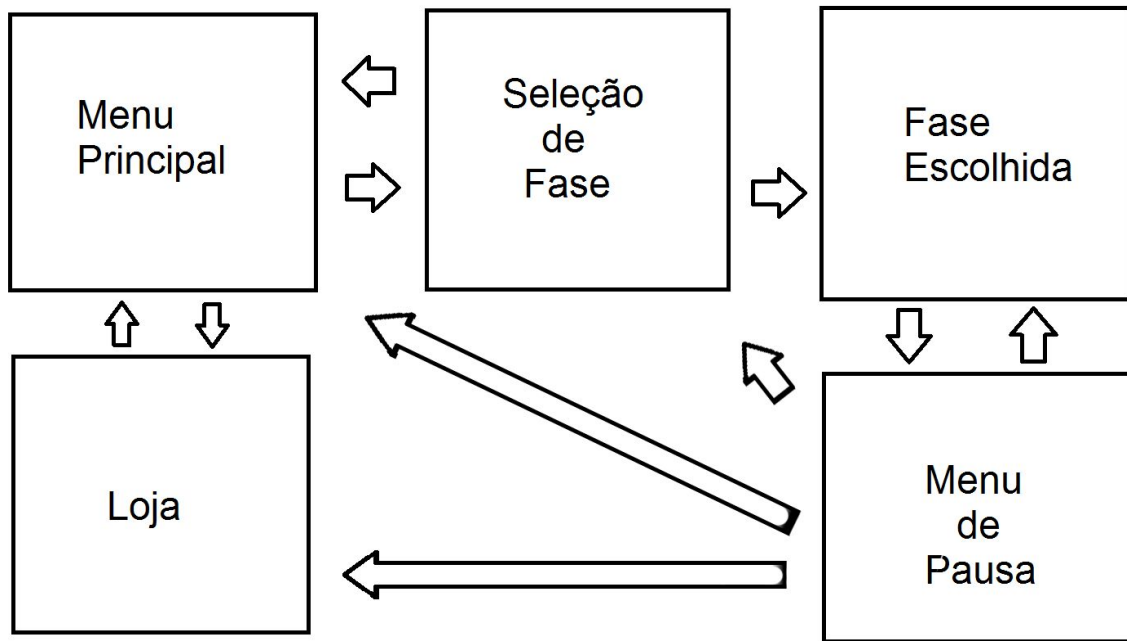 Menu
Principal
Seleção
de
Fase
Fase
Escolhida
Loja
Menu
de
Pausa